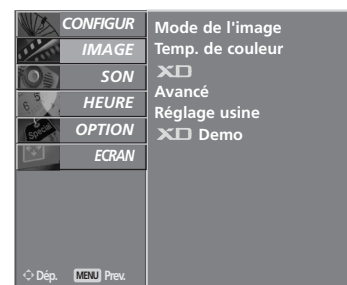 CONFIGUR
IMAGE
SON
HEURE
OPTION
ECRAN
Mode de l'image
Temp. de couleur
XD
Avancé
Réglage usine
XD Demo
Dép. MENU Prev.
Special